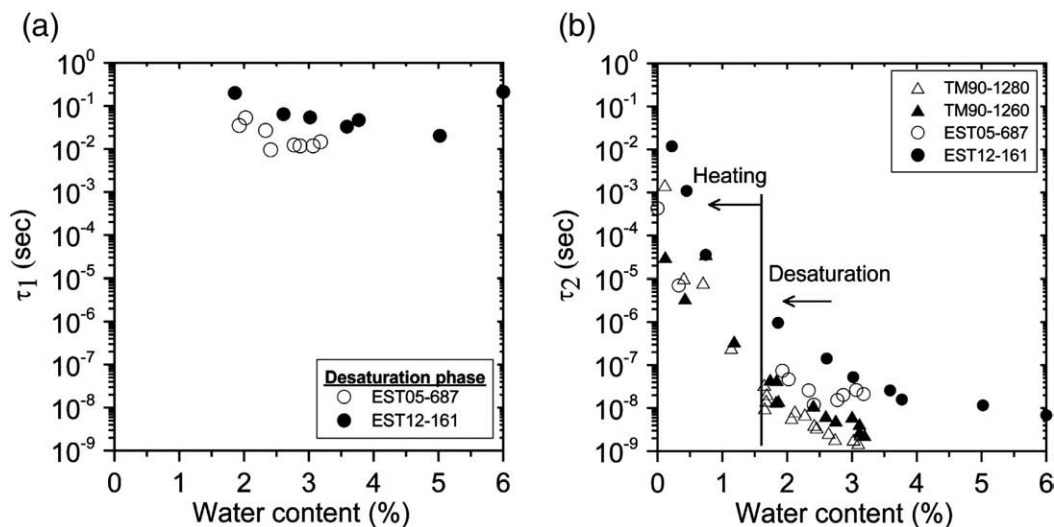 (a)
10^0
10^-1
10^-2
10^-3
10^-4
10^-5
10^-6
10^-7
10^-8
10^-9
τ1 (sec)
Desaturation phase
EST05-687
EST12-161
0 1 2 3 4 5 6
Water content (%)
(b)
10^0
10^-1
10^-2
10^-3
10^-4
10^-5
10^-6
10^-7
10^-8
10^-9
τ2 (sec)
TM90-1280
TM90-1260
EST05-687
EST12-161
Heating
Desaturation
0 1 2 3 4 5 6
Water content (%)